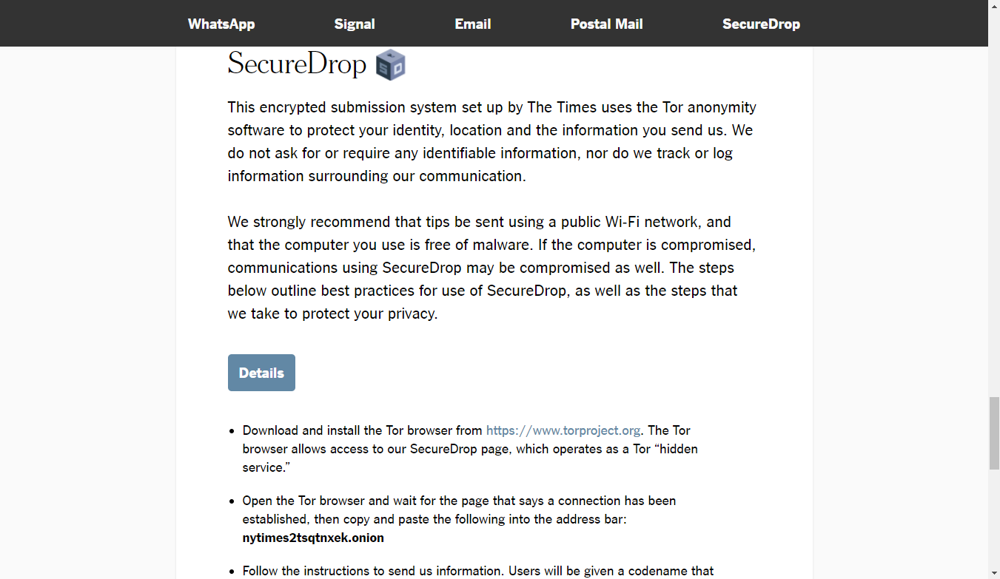 WhatsApp Signal Email Postal Mail SecureDrop
SecureDrop SD
This encrypted submission system set up by The Times uses the Tor anonymity
software to protect your identity, location and the information you send us. We
do not ask for or require any identifiable information, nor do we track or log
information surrounding our communication.
We strongly recommend that tips be sent using a public Wi-Fi network, and
that the computer you use is free of malware. If the computer is compromised,
communications using SecureDrop may be compromised as well. The steps
below outline best practices for use of SecureDrop, as well as the steps that
we take to protect your privacy.
Details
• Download and install the Tor browser from https://www.torproject.org. The Tor
browser allows access to our SecureDrop page, which operates as a Tor “hidden
service.”
• Open the Tor browser and wait for the page that says a connection has been
established, then copy and paste the following into the address bar:
nytimes2tsqtnxek.onion
• Follow the instructions to send us information. Users will be given a codename that